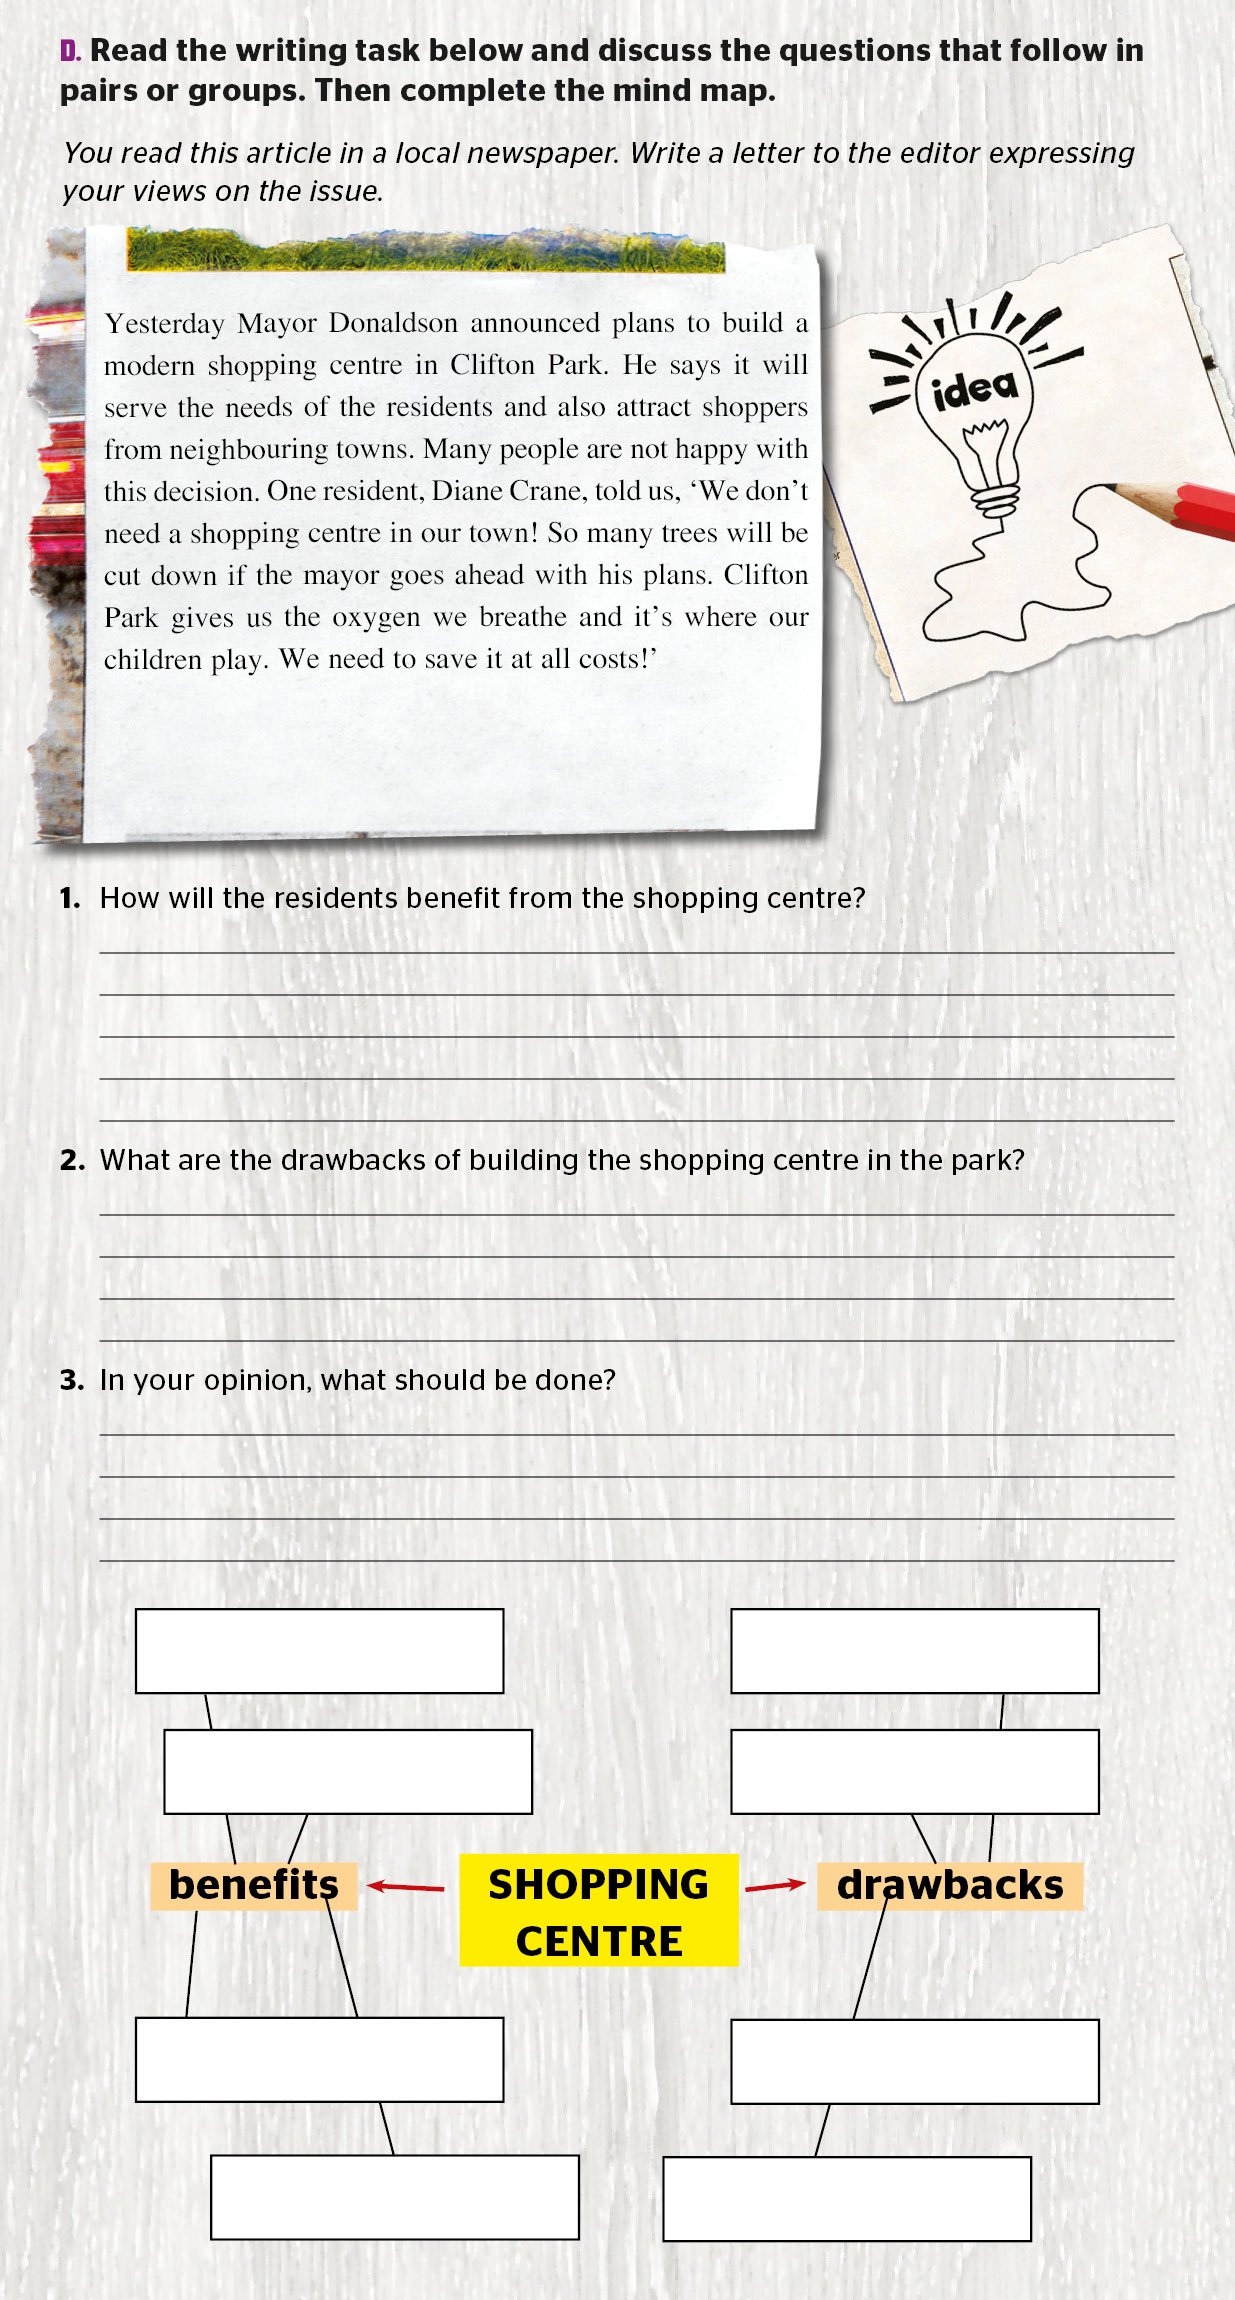 D. Read the writing task below and discuss the questions that follow in
pairs or groups. Then complete the mind map.
You read this article in a local newspaper. Write a letter to the editor expressing
your views on the issue.
Yesterday Mayor Donaldson announced plans to build a
modern shopping centre in Clifton Park. He says it will
serve the needs of the residents and also attract shoppers
from neighbouring towns. Many people are not happy with
this decision. One resident, Diane Crane, told us, ‘We don’t
need a shopping centre in our town! So many trees will be
cut down if the mayor goes ahead with his plans. Clifton
Park gives us the oxygen we breathe and it’s where our
children play. We need to save it at all costs!’
idea
1. How will the residents benefit from the shopping centre?
2. What are the drawbacks of building the shopping centre in the park?
3. In your opinion, what should be done?
benefits
SHOPPING
CENTRE
drawbacks